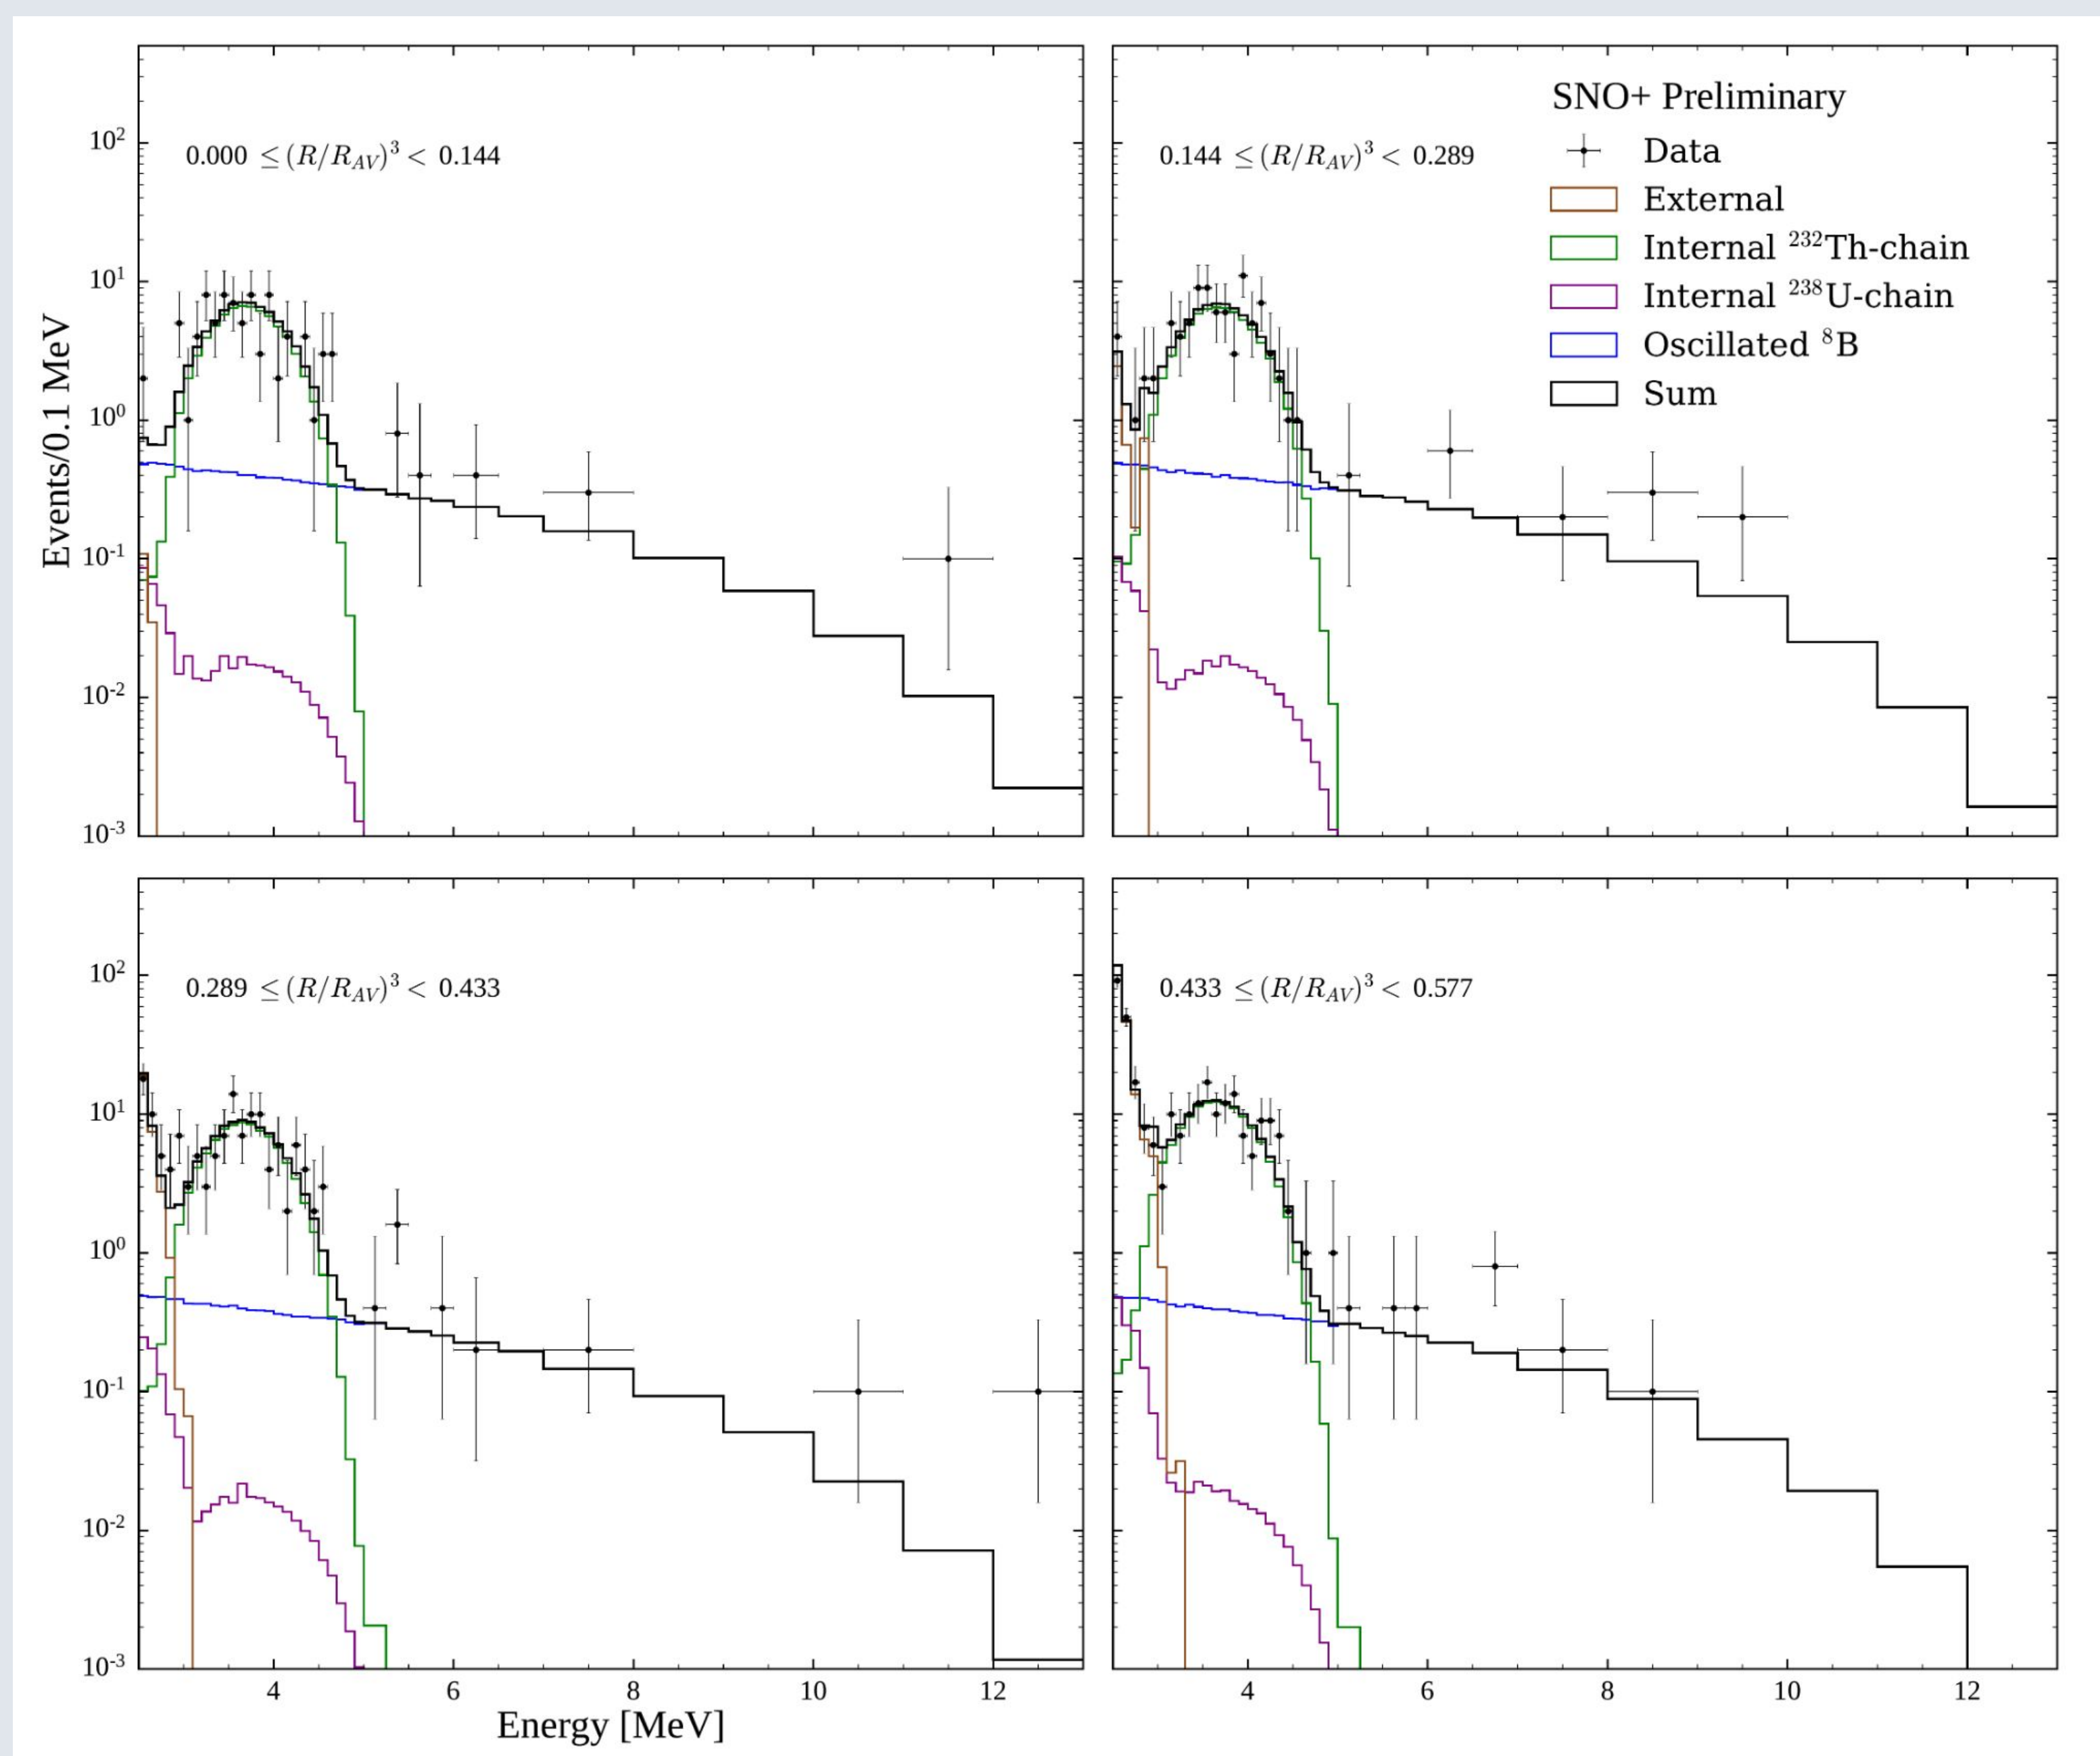 SNO+ Preliminary
Data
External
Internal ²³²Th-chain
Internal ²³⁸U-chain
Oscillated ⁸B
Sum
0.000 ≤ (R/R_AV)³ < 0.144
0.144 ≤ (R/R_AV)³ < 0.289
Events/0.1 MeV
10²
10¹
10⁰
10⁻¹
10⁻²
10⁻³
0.289 ≤ (R/R_AV)³ < 0.433
0.433 ≤ (R/R_AV)³ < 0.577
10²
10¹
10⁰
10⁻¹
10⁻²
10⁻³
4 6 8 10 12
4 6 8 10 12
Energy [MeV]